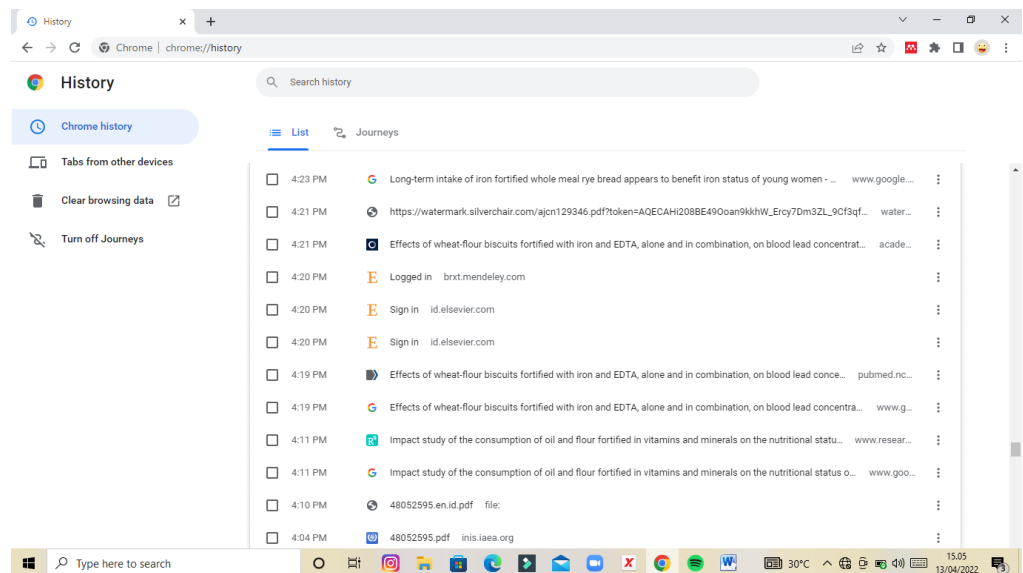 History
Chrome | chrome://history
History
Search history
Chrome history
Tabs from other devices
Clear browsing data
Turn off Journeys
List Journeys
4:23 PM Long-term intake of iron fortified whole meal rye bread appears to benefit iron status of young women - ... www.google....
4:21 PM https://watermark.silverchair.com/ajcn129346.pdf?token=AQECAHi208BE49Ooan9kkhW_Ercy7Dm3ZL_9Cf3qf... water...
4:21 PM Effects of wheat-flour biscuits fortified with iron and EDTA, alone and in combination, on blood lead concentrat... acade...
4:20 PM Logged in brxt.mendeley.com
4:20 PM Sign in id.elsevier.com
4:20 PM Sign in id.elsevier.com
4:19 PM Effects of wheat-flour biscuits fortified with iron and EDTA, alone and in combination, on blood lead conce... pubmed.nc...
4:19 PM Effects of wheat-flour biscuits fortified with iron and EDTA, alone and in combination, on blood lead concentra... www.g...
4:11 PM Impact study of the consumption of oil and flour fortified in vitamins and minerals on the nutritional statu... www.resear...
4:11 PM Impact study of the consumption of oil and flour fortified in vitamins and minerals on the nutritional status o... www.goo...
4:10 PM 48052595.en.id.pdf file:
4:04 PM 48052595.pdf inis.iaea.org
Type here to search
30°C
15.05
13/04/2022